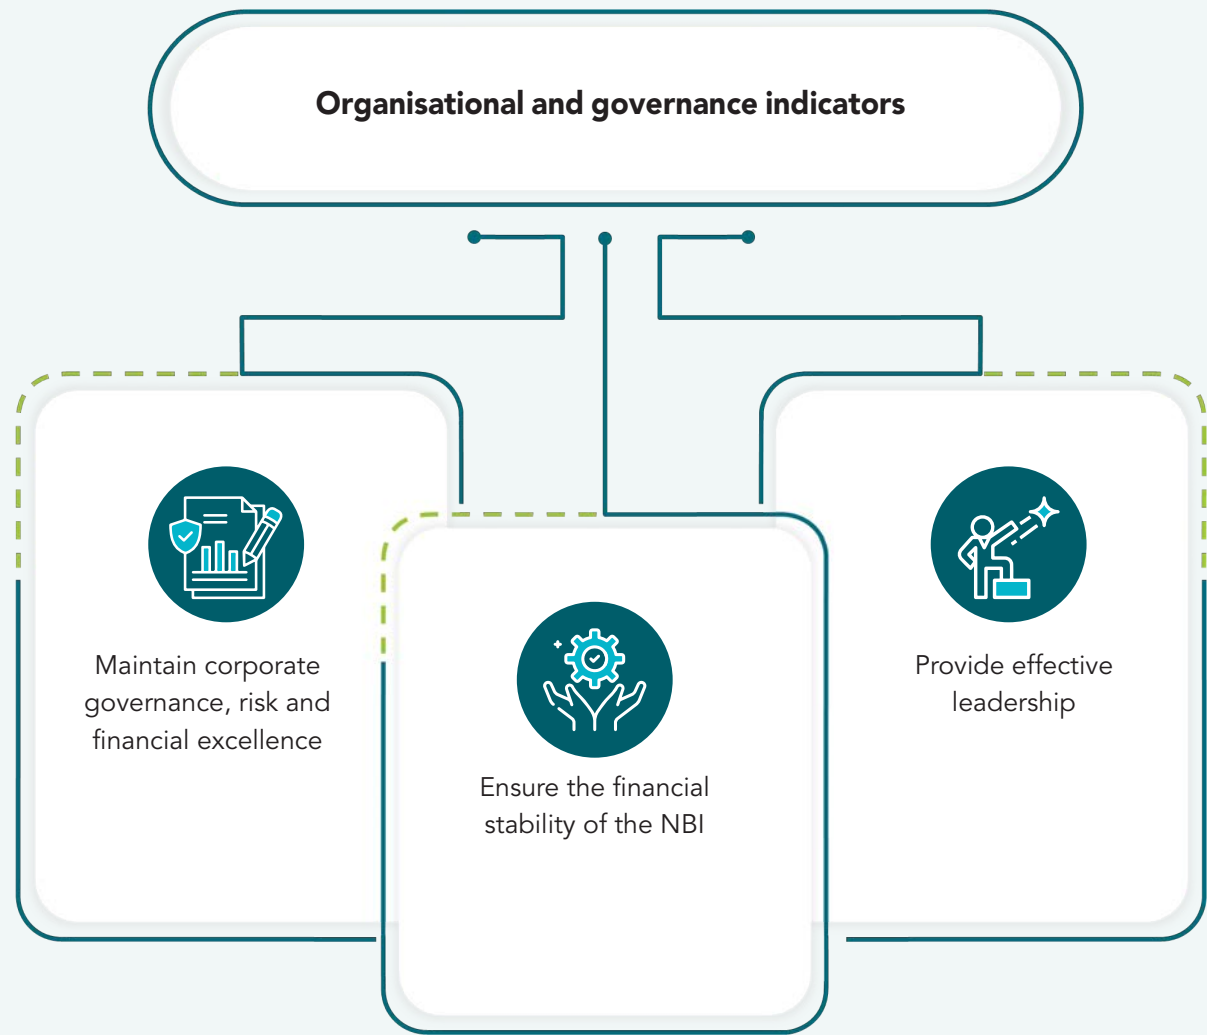 Organisational and governance indicators
Maintain corporate
governance, risk and
financial excellence
Ensure the financial
stability of the NBI
Provide effective
leadership